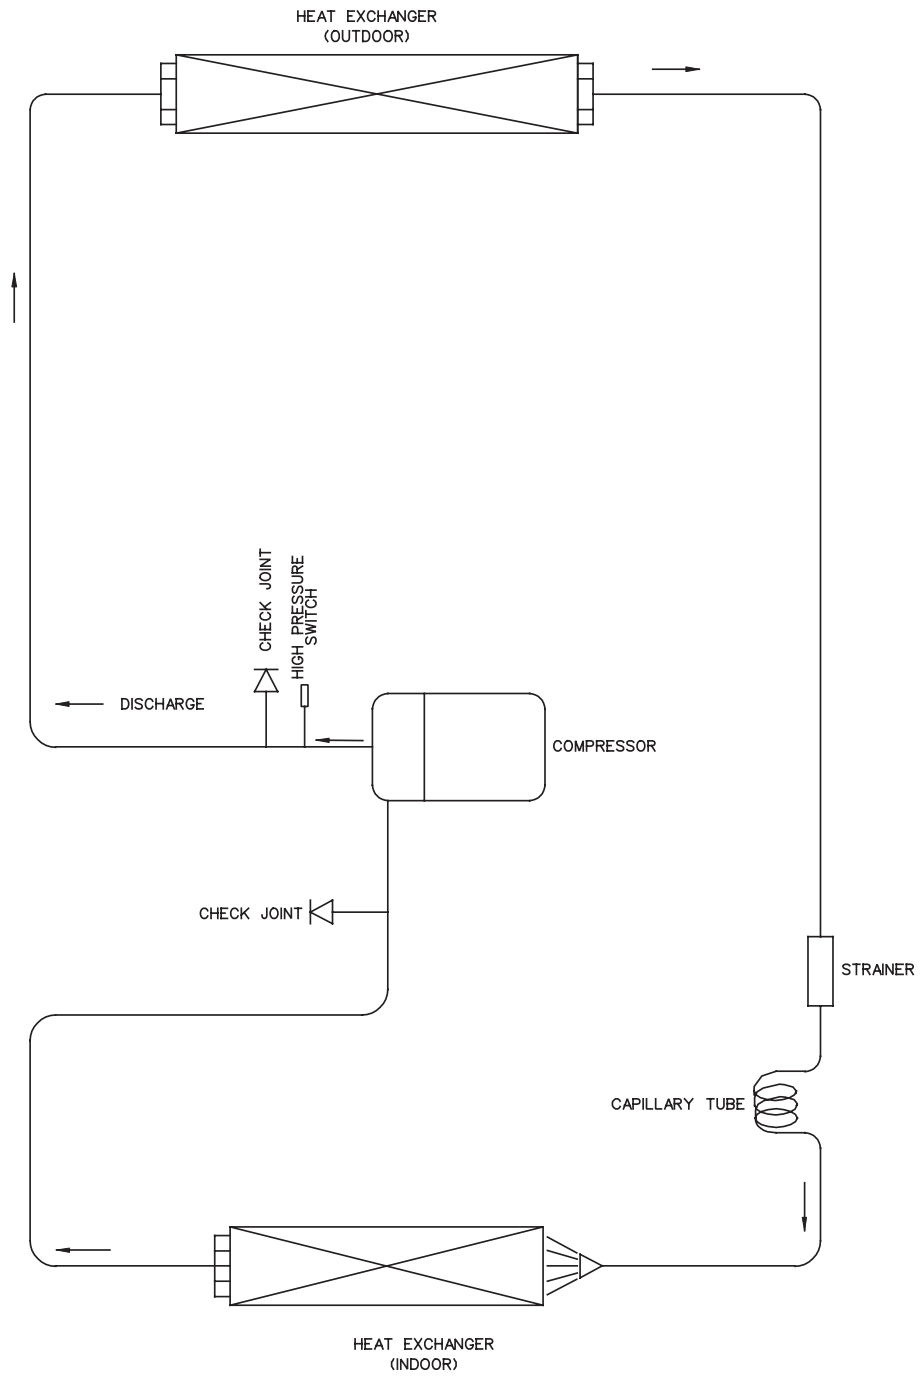 HEAT EXCHANGER
(OUTDOOR)
CHECK JOINT
HIGH PRESSURE
SWITCH
DISCHARGE
COMPRESSOR
CHECK JOINT
STRAINER
CAPILLARY TUBE
HEAT EXCHANGER
(INDOOR)